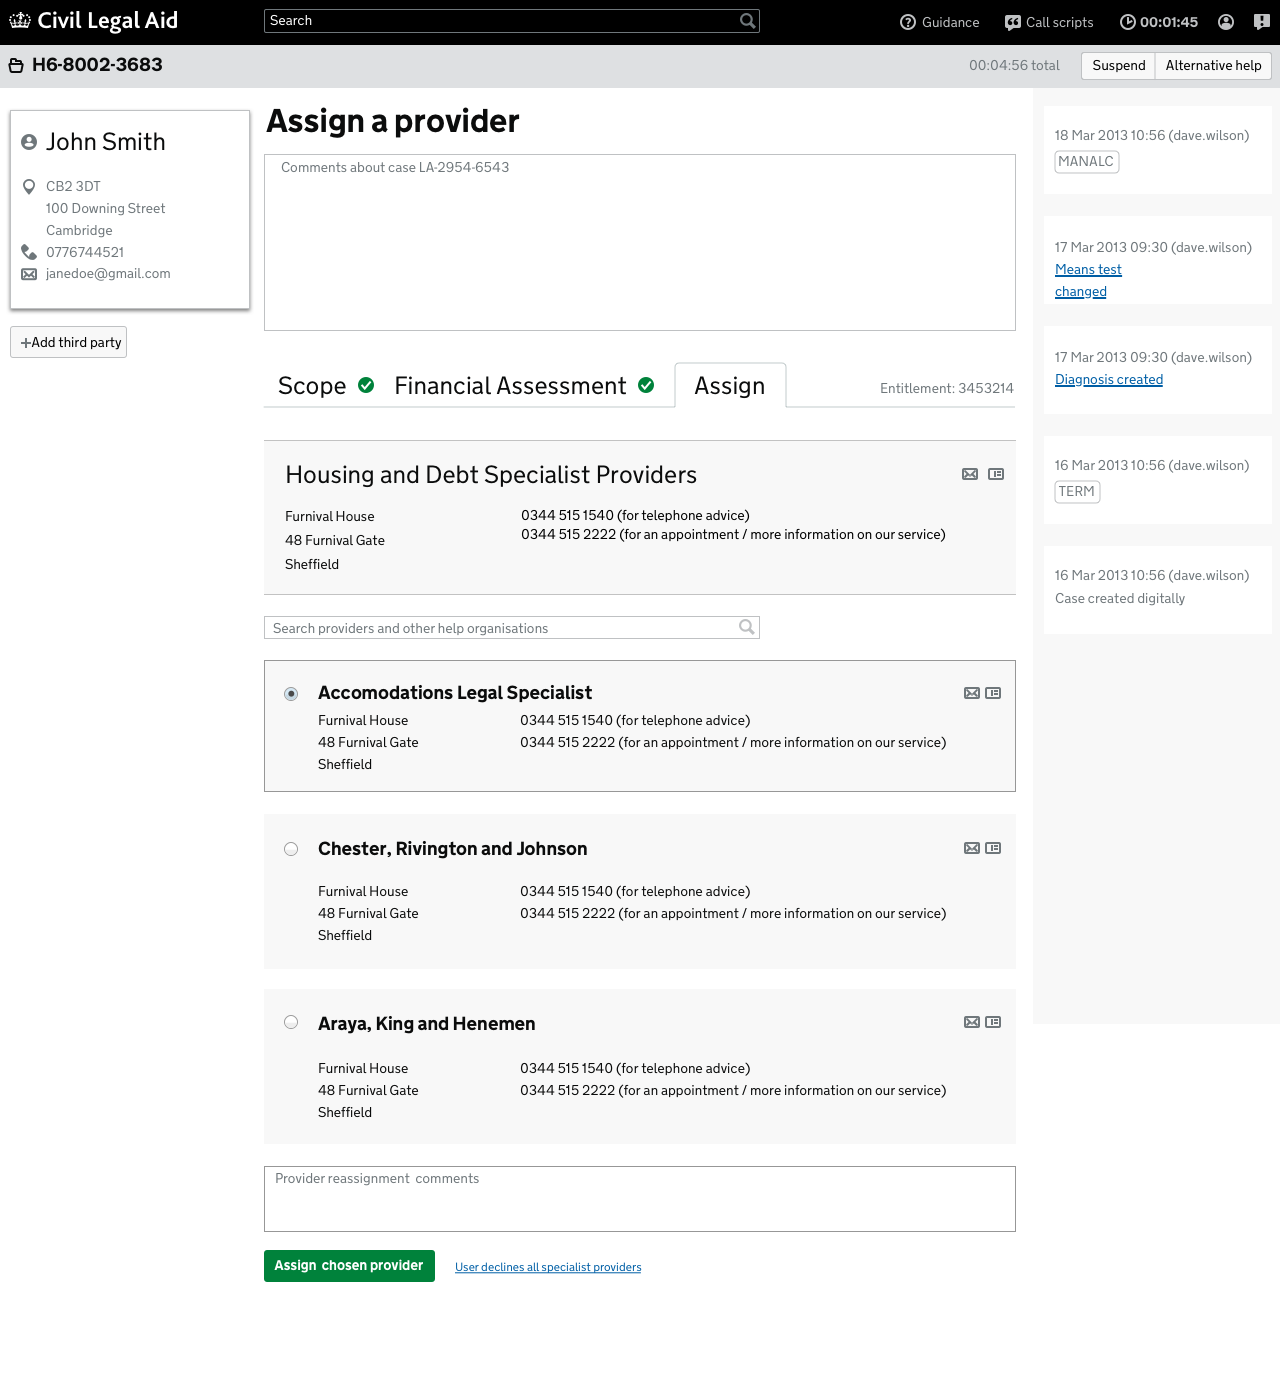 Civil Legal Aid
Search
Guidance
Call scripts
00:01:45
H6-8002-3683
00:04:56 total
Suspend
Alternative help
John Smith
CB2 3DT
100 Downing Street
Cambridge
0776744521
janedoe@gmail.com
+Add third party
Assign a provider
Comments about case LA-2954-6543
Scope
Financial Assessment
Assign
Entitlement: 3453214
Housing and Debt Specialist Providers
Furnival House
48 Furnival Gate
Sheffield
0344 515 1540 (for telephone advice)
0344 515 2222 (for an appointment / more information on our service)
Search providers and other help organisations
Accomodations Legal Specialist
Furnival House
48 Furnival Gate
Sheffield
0344 515 1540 (for telephone advice)
0344 515 2222 (for an appointment / more information on our service)
Chester, Rivington and Johnson
Furnival House
48 Furnival Gate
Sheffield
0344 515 1540 (for telephone advice)
0344 515 2222 (for an appointment / more information on our service)
Araya, King and Henemen
Furnival House
48 Furnival Gate
Sheffield
0344 515 1540 (for telephone advice)
0344 515 2222 (for an appointment / more information on our service)
Provider reassignment comments
Assign chosen provider
User declines all specialist providers
18 Mar 2013 10:56 (dave.wilson)
MANALC
17 Mar 2013 09:30 (dave.wilson)
Means test
changed
17 Mar 2013 09:30 (dave.wilson)
Diagnosis created
16 Mar 2013 10:56 (dave.wilson)
TERM
16 Mar 2013 10:56 (dave.wilson)
Case created digitally